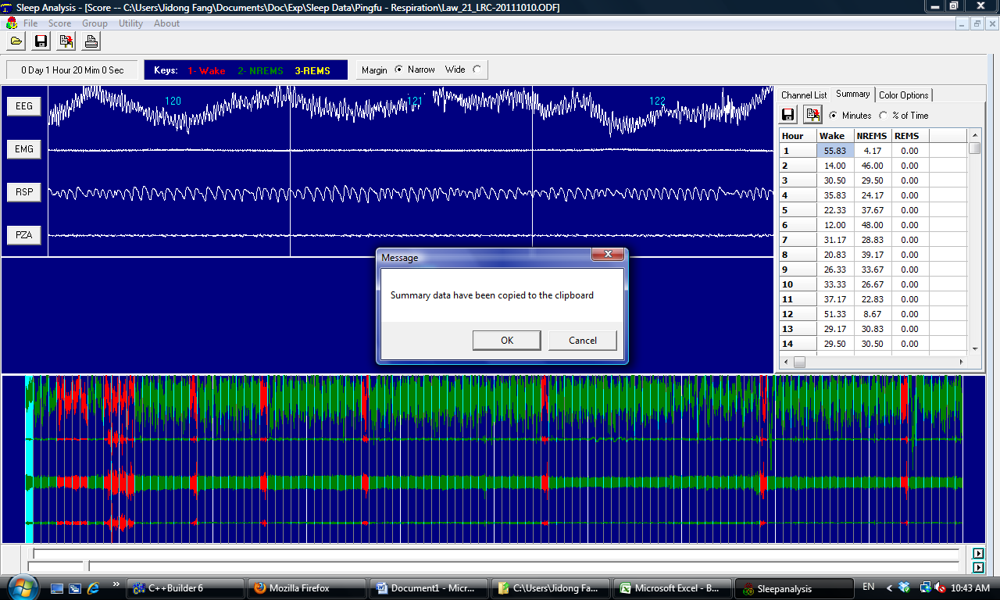 Sleep Analysis - [Score -- C:\Users\Jidong Fang\Documents\Doc\Exp\Sleep Data\Pingfu - Respiration\Law_21_LRC-20111010.ODF]
File Score Group Utility About
0 Day 1 Hour 20 Mim 0 Sec
Keys: 1- Wake 2- NREMS 3-REMS
Margin Narrow Wide
EEG
120 121 122
EMG
RSP
PZA
Channel List Summary Color Options
Minutes % of Time
Hour Wake NREMS REMS
1 55.83 4.17 0.00
2 14.00 46.00 0.00
3 30.50 29.50 0.00
4 35.83 24.17 0.00
5 22.33 37.67 0.00
6 12.00 48.00 0.00
7 31.17 28.83 0.00
8 20.83 39.17 0.00
9 26.33 33.67 0.00
10 33.33 26.67 0.00
11 37.17 22.83 0.00
12 51.33 8.67 0.00
13 29.17 30.83 0.00
14 29.50 30.50 0.00
Message
Summary data have been copied to the clipboard
OK Cancel
C++Builder 6 Mozilla Firefox Document1 - Micr... C:\Users\Jidong Fa... Microsoft Excel - B... Sleepanalysis EN 10:43 AM